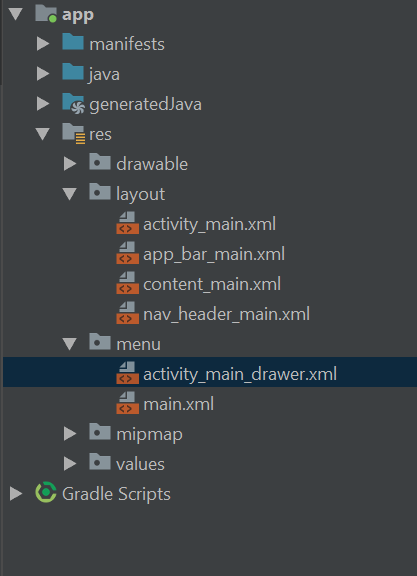 app
manifests
java
generatedJava
res
drawable
layout
activity_main.xml
app_bar_main.xml
content_main.xml
nav_header_main.xml
menu
activity_main_drawer.xml
main.xml
mipmap
values
Gradle Scripts